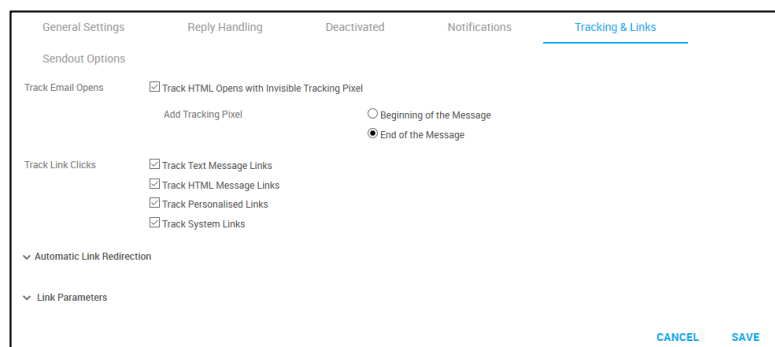 General Settings Reply Handling Deactivated Notifications Tracking & Links
Sendout Options
Track Email Opens Track HTML Opens with Invisible Tracking Pixel
Add Tracking Pixel Beginning of the Message
End of the Message
Track Link Clicks Track Text Message Links
Track HTML Message Links
Track Personalised Links
Track System Links
Automatic Link Redirection
Link Parameters
CANCEL SAVE